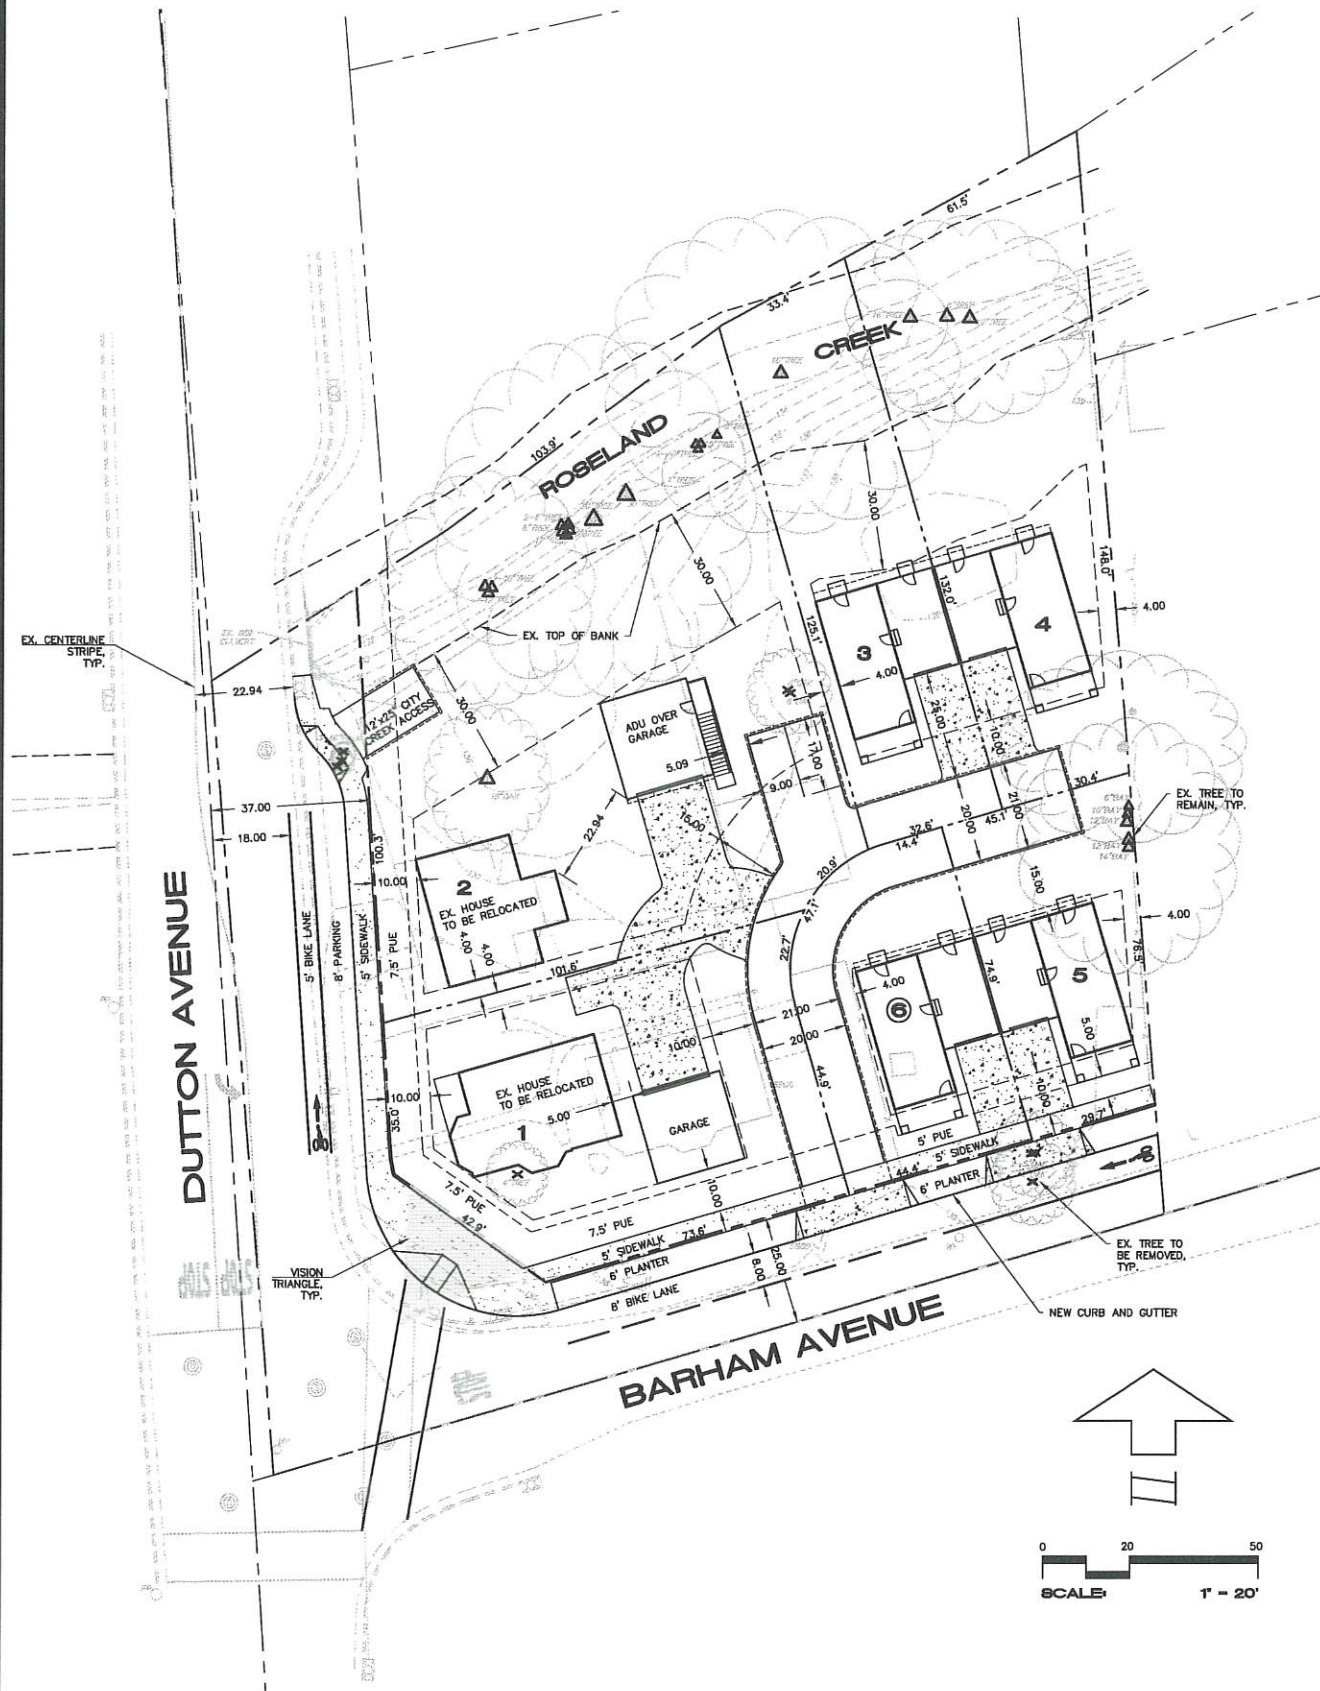 61.5'
33.4'
CREEK
ROSELAND
103.9'
30.00
30.00
30.00
148.0'
4.00
132.0'
125.1'
3
4
4.00
EX. TOP OF BANK
EX. CENTERLINE
STRIPE,
TYP.
22.94
12'x25' CITY
CREEK ACCESS
ADU OVER
GARAGE
5.09
25.00
10.00
17.00
9.00
30.4'
EX. TREE TO
REMAIN, TYP.
37.00
18.00
15.00
22.94
32.6'
14.4'
45.1'
20.00
21.00
20.9'
47.1'
22.7'
15.00
100.3'
10.00
2
EX. HOUSE
TO BE RELOCATED
4.00
4.00
101.6'
4.00
76.5'
74.9'
4.00
5
6
5.00
10.00
DUTTON AVENUE
5' BIKE LANE
8' PARKING
5' SIDEWALK
7.5' PUE
21.00
20.00
10.00
44.9'
10.00
35.0'
EX. HOUSE
TO BE RELOCATED
5.00
1
GARAGE
10.00
29.7'
5' PUE
5' SIDEWALK
44.4'
6' PLANTER
7.5' PUE
42.9'
7.5' PUE
5' SIDEWALK
73.6'
6' PLANTER
8' BIKE LANE
8.00
25.00
VISION
TRIANGLE,
TYP.
EX. TREE TO
BE REMOVED,
TYP.
NEW CURB AND GUTTER
BARHAM AVENUE
STOP
STOP
STOP
0 20 50
SCALE: 1" = 20'